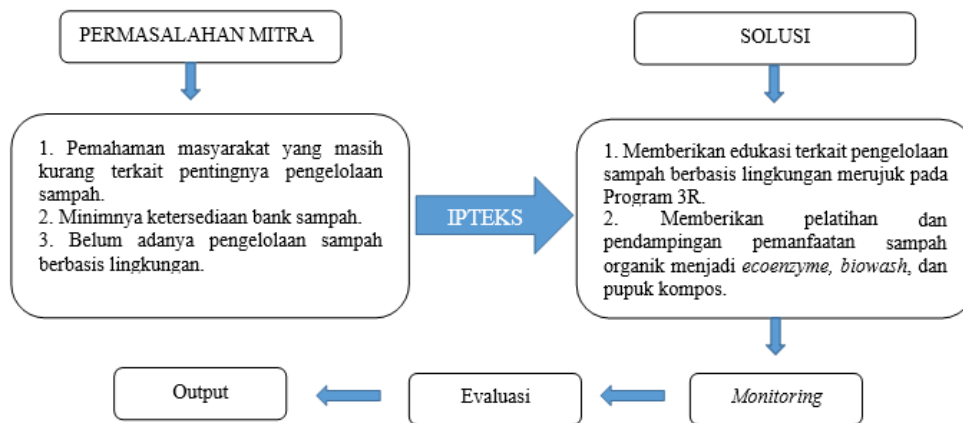 PERMASALAHAN MITRA
1. Pemahaman masyarakat yang masih
kurang terkait pentingnya pengelolaan
sampah.
2. Minimnya ketersediaan bank sampah.
3. Belum adanya pengelolaan sampah
berbasis lingkungan.
IPTEKS
SOLUSI
1. Memberikan edukasi terkait pengelolaan
sampah berbasis lingkungan merujuk pada
Program 3R.
2. Memberikan pelatihan dan
pendampingan pemanfaatan sampah
organik menjadi ecoenzyme, biowash, dan
pupuk kompos.
Monitoring
Evaluasi
Output